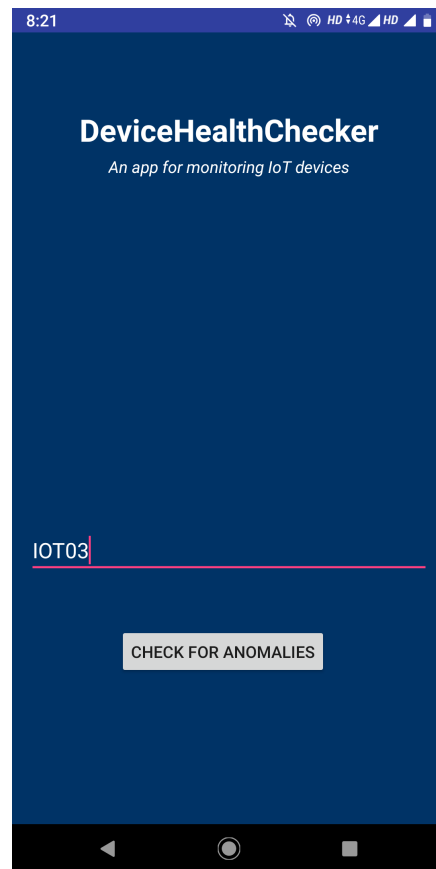 8:21 HD 4G HD
DeviceHealthChecker
An app for monitoring IoT devices
IOT03
CHECK FOR ANOMALIES